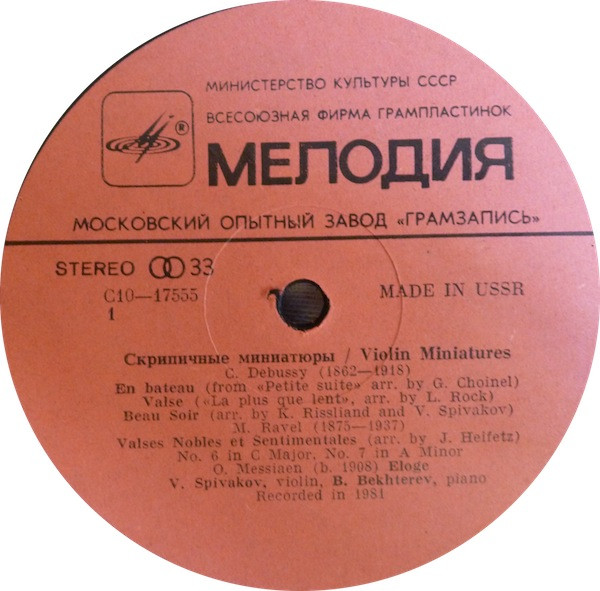 МИНИСТЕРСТВО КУЛЬТУРЫ СССР
ВСЕСОЮЗНАЯ ФИРМА ГРАМПЛАСТИНОК
®
МЕЛОДИЯ
МОСКОВСКИЙ ОПЫТНЫЙ ЗАВОД «ГРАМЗАПИСЬ»
STEREO 33
С10—17555
1
MADE IN USSR
Скрипичные миниатюры / Violin Miniatures
C. Debussy (1862—1918)
En bateau (from «Petite suite» arr. by G. Choinel)
Valse («La plus que lent», arr. by L. Rock)
Beau Soir (arr. by K. Rissliand and V. Spivakov)
M. Ravel (1875—1937)
Valses Nobles et Sentimentales (arr. by J. Heifetz)
No. 6 in C Major, No. 7 in A Minor
O. Messiaen (b. 1908) Eloge
V. Spivakov, violin, B. Bekhterev, piano
Recorded in 1981